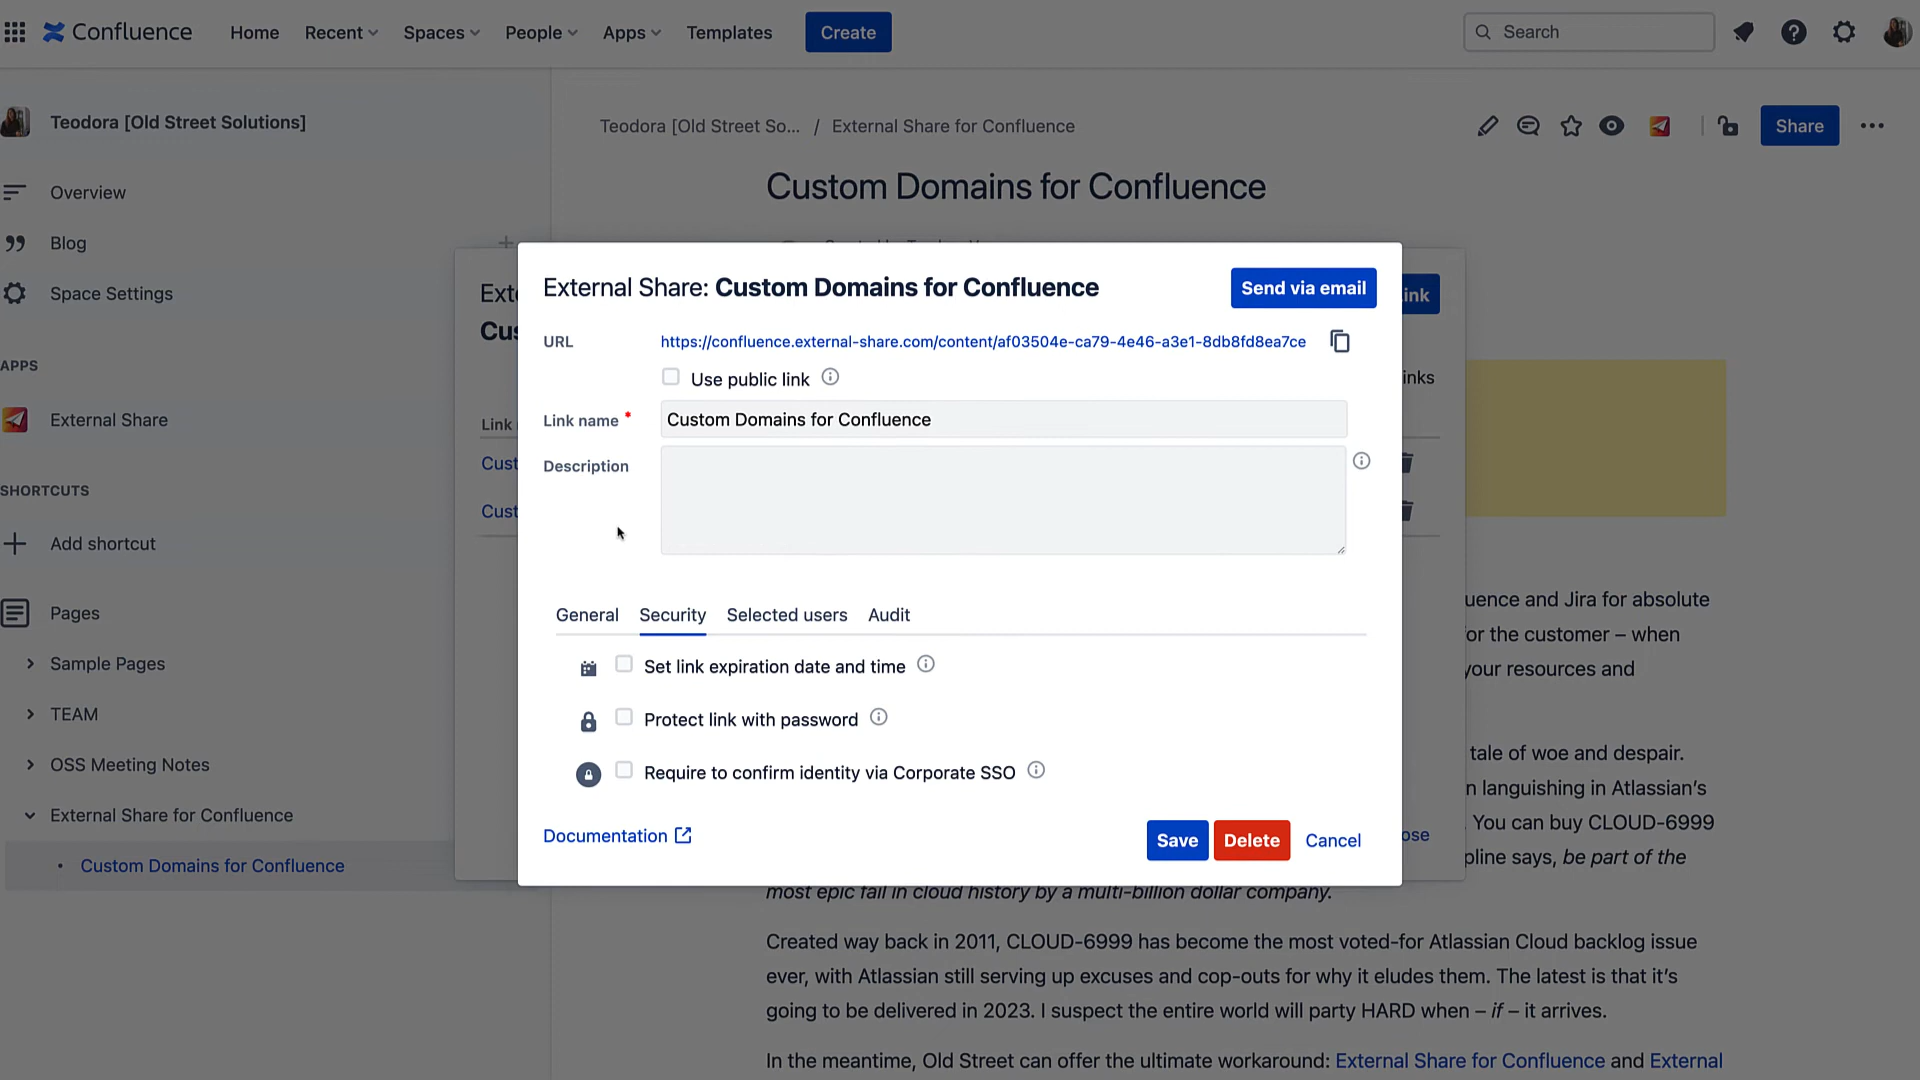 Confluence
Home
Recent
Spaces
People
Apps
Templates
Create
Search
Teodora [Old Street Solutions]
Overview
Blog
Space Settings
APPS
External Share
SHORTCUTS
Add shortcut
Pages
Sample Pages
TEAM
OSS Meeting Notes
External Share for Confluence
• Custom Domains for Confluence
Teodora [Old Street So... / External Share for Confluence
Share
Custom Domains for Confluence
Ext
Cus
ink
inks
Link
Cust
Cust
ose
External Share: Custom Domains for Confluence
Send via email
URL
https://confluence.external-share.com/content/af03504e-ca79-4e46-a3e1-8db8fd8ea7ce
Use public link
Link name *
Custom Domains for Confluence
Description
General
Security
Selected users
Audit
Set link expiration date and time
Protect link with password
Require to confirm identity via Corporate SSO
Documentation
Save
Delete
Cancel
uence and Jira for absolute
or the customer – when
your resources and
tale of woe and despair.
n languishing in Atlassian’s
. You can buy CLOUD-6999
pline says, be part of the
most epic fail in cloud history by a multi-billion dollar company.
Created way back in 2011, CLOUD-6999 has become the most voted-for Atlassian Cloud backlog issue
ever, with Atlassian still serving up excuses and cop-outs for why it eludes them. The latest is that it’s
going to be delivered in 2023. I suspect the entire world will party HARD when – if – it arrives.
In the meantime, Old Street can offer the ultimate workaround: External Share for Confluence and External